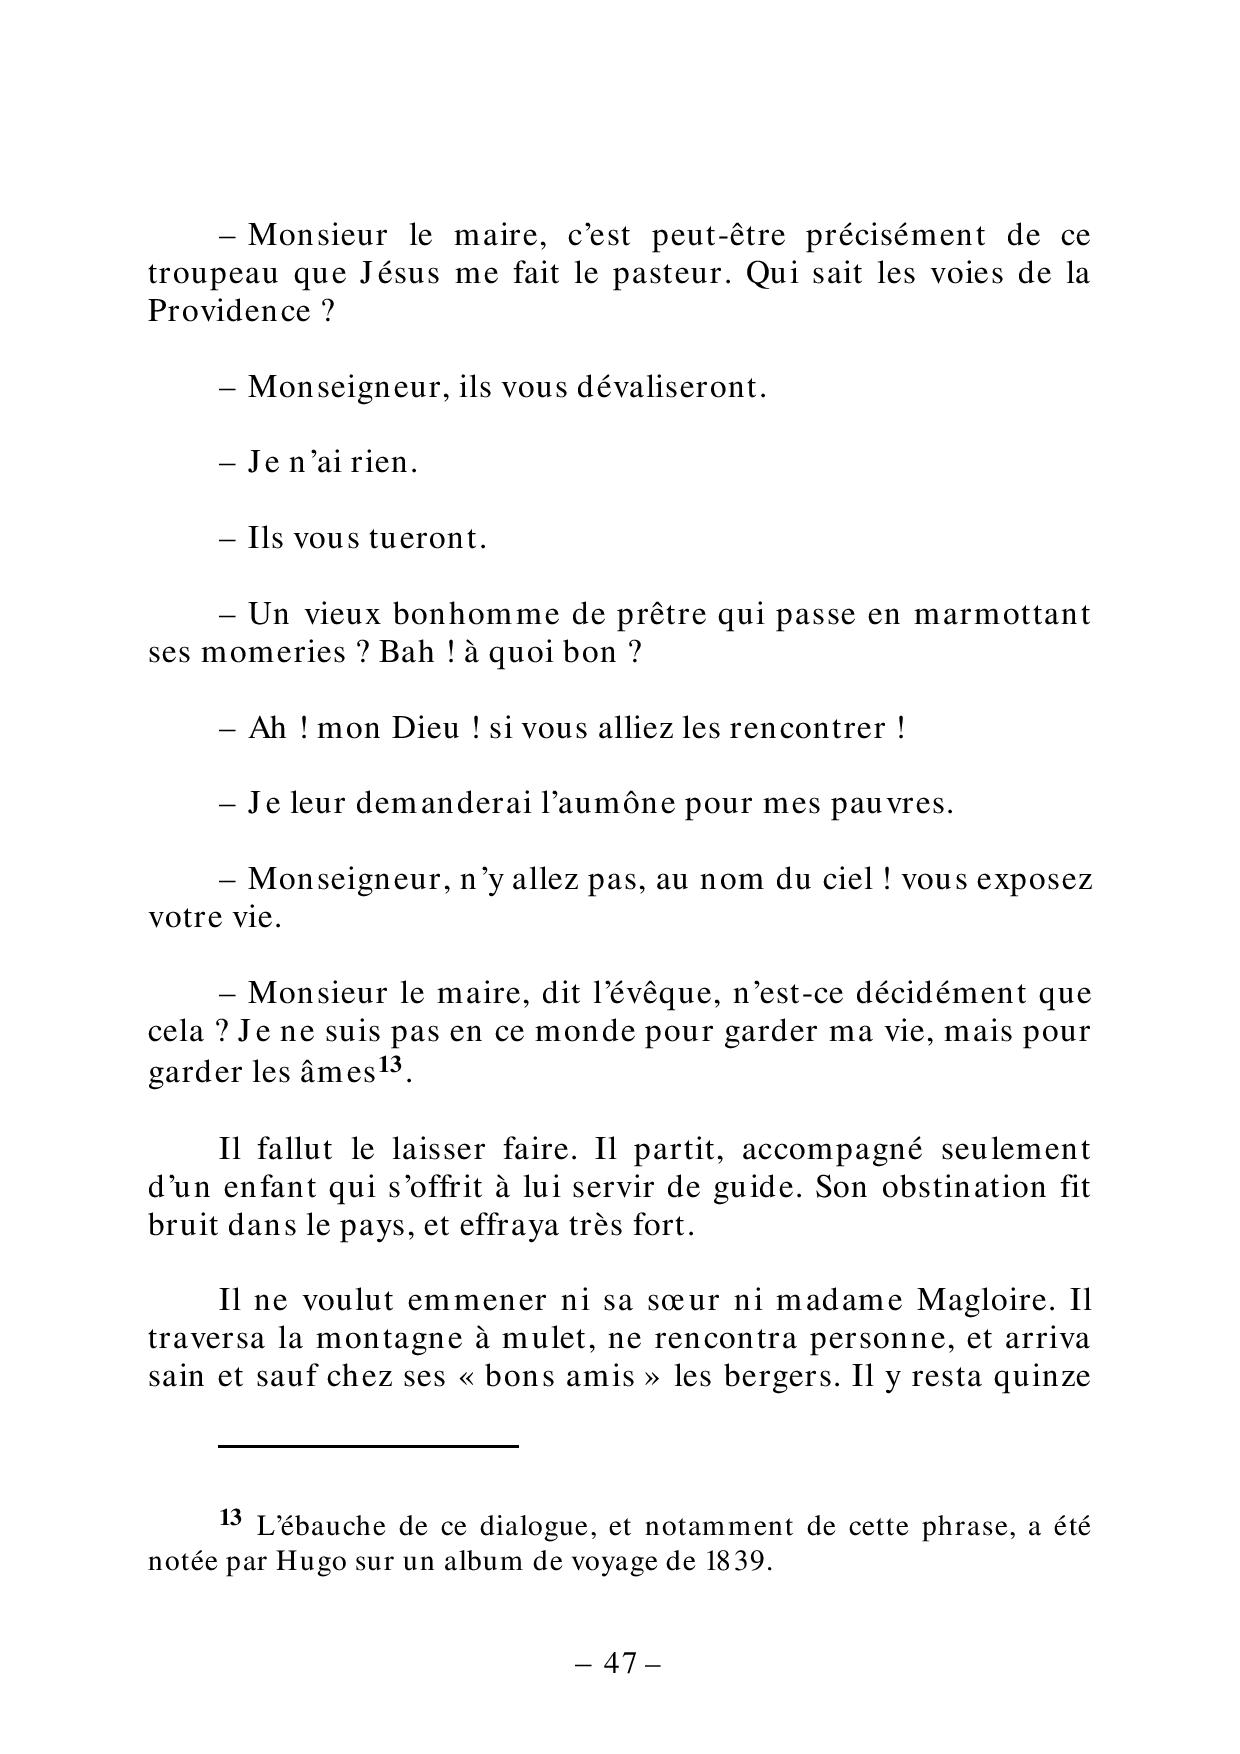 – Monsieur le maire, c’est peut-être précisément de ce
troupeau que Jésus me fait le pasteur. Qui sait les voies de la
Providence ?
– Monseigneur, ils vous dévaliseront.
– Je n’ai rien.
– Ils vous tueront.
– Un vieux bonhomme de prêtre qui passe en marmottant
ses momeries ? Bah ! à quoi bon ?
– Ah ! mon Dieu ! si vous alliez les rencontrer !
– Je leur demanderai l’aumône pour mes pauvres.
– Monseigneur, n’y allez pas, au nom du ciel ! vous exposez
votre vie.
– Monsieur le maire, dit l’évêque, n’est-ce décidément que
cela ? Je ne suis pas en ce monde pour garder ma vie, mais pour
garder les âmes13.
Il fallut le laisser faire. Il partit, accompagné seulement
d’un enfant qui s’offrit à lui servir de guide. Son obstination fit
bruit dans le pays, et effraya très fort.
Il ne voulut emmener ni sa sœur ni madame Magloire. Il
traversa la montagne à mulet, ne rencontra personne, et arriva
sain et sauf chez ses « bons amis » les bergers. Il y resta quinze
13 L’ébauche de ce dialogue, et notamment de cette phrase, a été
notée par Hugo sur un album de voyage de 1839.
– 47 –